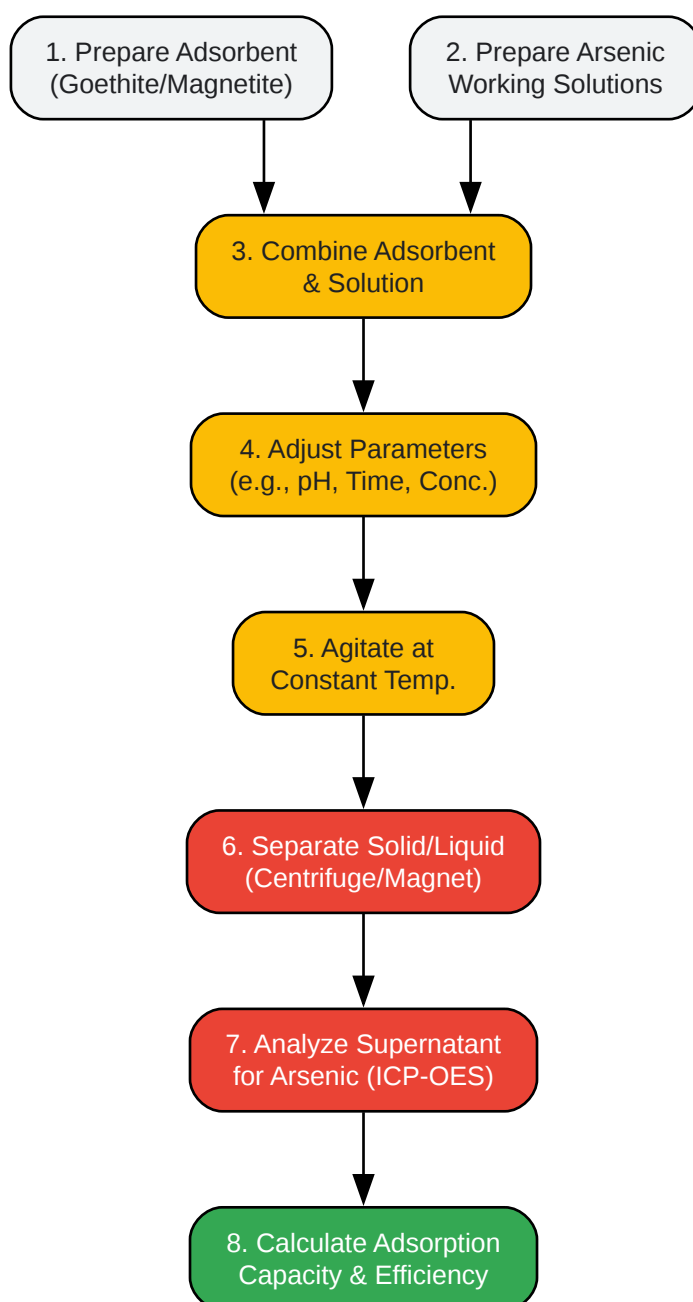 1. Prepare Adsorbent
(Goethite/Magnetite)
2. Prepare Arsenic
Working Solutions
3. Combine Adsorbent
& Solution
4. Adjust Parameters
(e.g., pH, Time, Conc.)
5. Agitate at
Constant Temp.
6. Separate Solid/Liquid
(Centrifuge/Magnet)
7. Analyze Supernatant
for Arsenic (ICP-OES)
8. Calculate Adsorption
Capacity & Efficiency